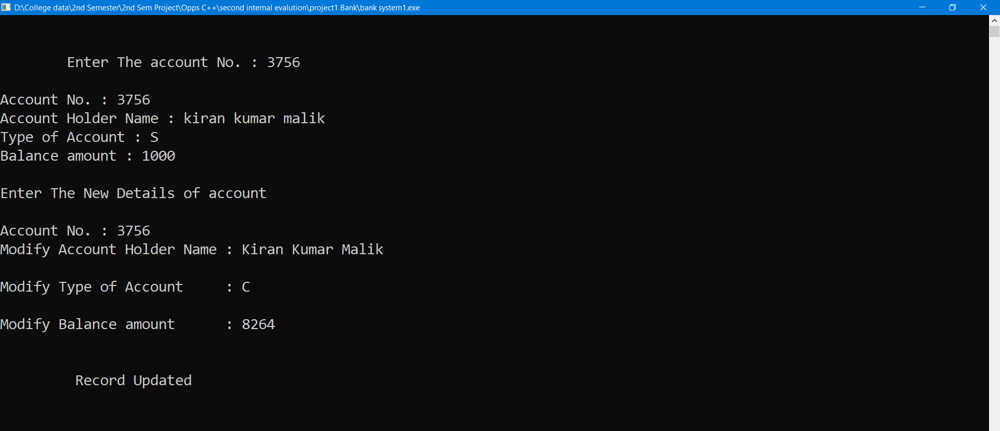 D:\College data\2nd Semester\2nd Sem Project\Opps C++\second internal evalution\project1 Bank\bank system1.exe
Enter The account No. : 3756
Account No. : 3756
Account Holder Name : kiran kumar malik
Type of Account : S
Balance amount : 1000
Enter The New Details of account
Account No. : 3756
Modify Account Holder Name : Kiran Kumar Malik
Modify Type of Account     : C
Modify Balance amount      : 8264
Record Updated